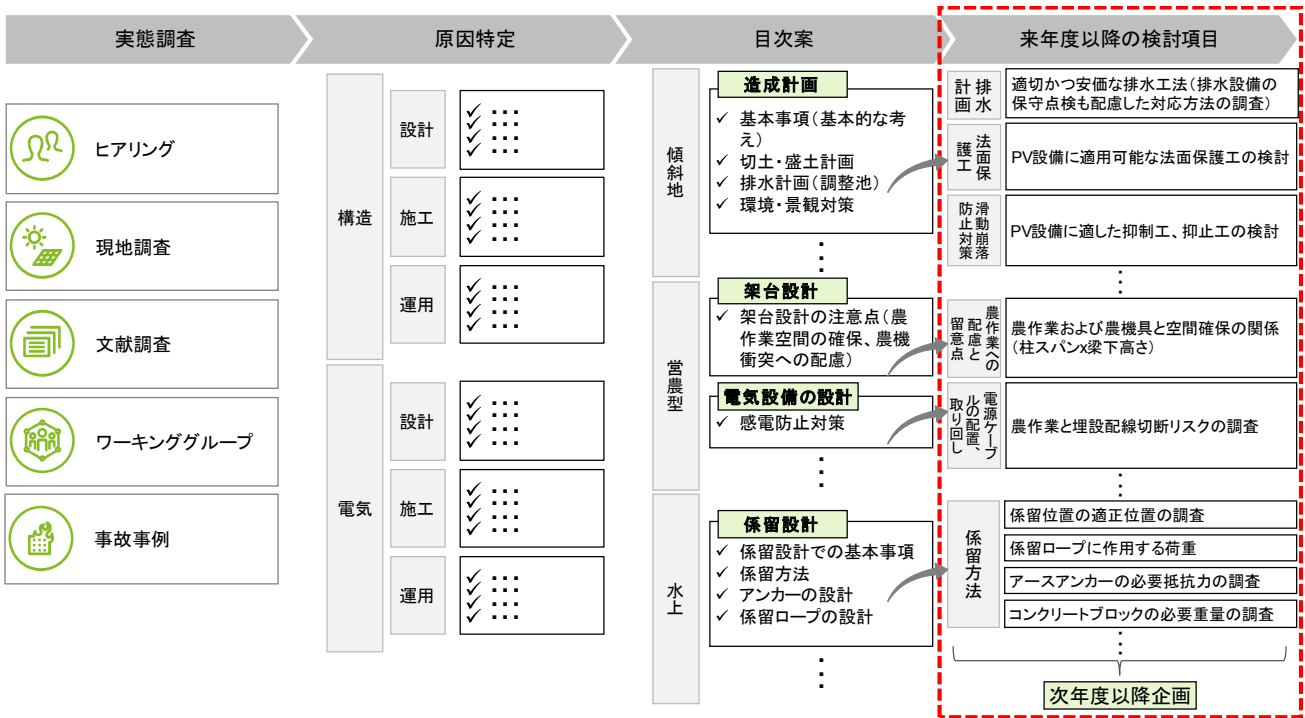 実態調査
原因特定
目次案
来年度以降の検討項目
ヒアリング
現地調査
文献調査
ワーキンググループ
事故事例
構造
設計
✓ ・・・
✓ ・・・
✓ ・・・
✓ ・・・
施工
✓ ・・・
✓ ・・・
✓ ・・・
✓ ・・・
運用
✓ ・・・
✓ ・・・
✓ ・・・
✓ ・・・
電気
設計
✓ ・・・
✓ ・・・
✓ ・・・
✓ ・・・
施工
✓ ・・・
✓ ・・・
✓ ・・・
✓ ・・・
運用
✓ ・・・
✓ ・・・
✓ ・・・
✓ ・・・
傾斜地
造成計画
✓ 基本事項(基本的な考
え)
✓ 切土・盛土計画
✓ 排水計画(調整池)
✓ 環境・景観対策
営農型
架台設計
✓ 架台設計の注意点(農
作業空間の確保、農機
衝突への配慮)
電気設備の設計
✓ 感電防止対策
水上
係留設計
✓ 係留設計での基本事項
✓ 係留方法
✓ アンカーの設計
✓ 係留ロープの設計
排水
計画
適切かつ安価な排水工法(排水設備の
保守点検も配慮した対応方法の調査)
法面保
護工
PV設備に適用可能な法面保護工の検討
滑動崩落
防止対策
PV設備に適した抑制工、抑止工の検討
農作業への
配慮と
留意点
農作業および農機具と空間確保の関係
(柱スパンx梁下高さ)
電源ケーブ
ルの配置、
取り回し
農作業と埋設配線切断リスクの調査
係留方法
係留位置の適正位置の調査
係留ロープに作用する荷重
アースアンカーの必要抵抗力の調査
コンクリートブロックの必要重量の調査
次年度以降企画